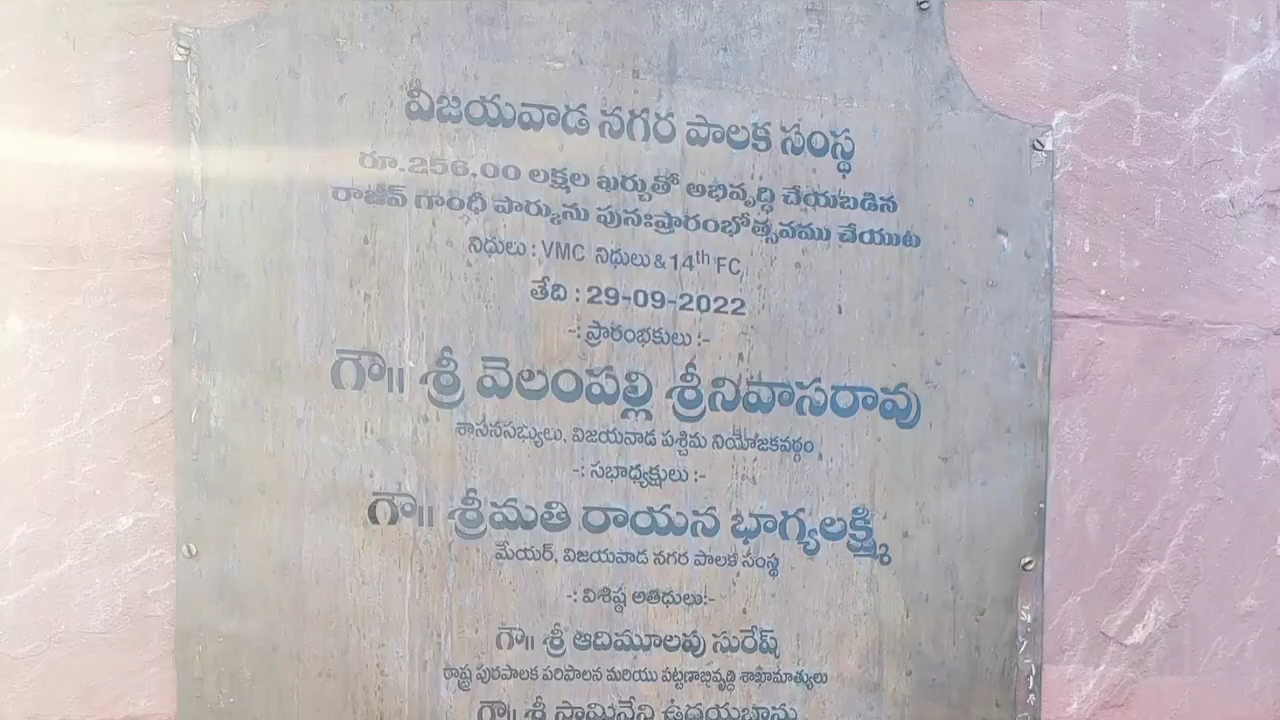 విజయవాడ నగర పాలక సంస్థ
రూ.256.00 లక్షల ఖర్చుతో అభివృద్ధి చేయబడిన
రాజీవ్ గాంధీ పార్కును పునఃప్రారంభోత్సవము చేయుట
నిధులు : VMC నిధులు & 14th FC,
తేది : 29-09-2022
-: ప్రారంభకులు :-
గౌ॥ శ్రీ వెలంపల్లి శ్రీనివాసరావు
శాసనసభ్యులు, విజయవాడ పశ్చిమ నియోజకవర్గం
-: సభాధ్యక్షులు :-
గౌ॥ శ్రీమతి రాయన భాగ్యలక్ష్మి
మేయర్, విజయవాడ నగర పాలక సంస్థ
-: విశిష్ఠ అతిధులు:-
గౌ॥ శ్రీ ఆదిమూలవు సురేష్
రాష్ట్ర పురపాలక పరిపాలన మరియు పట్టణాభివృద్ధి శాఖామాత్యులు
గౌ॥ శ్రీ సామినేని ఉదయభాను